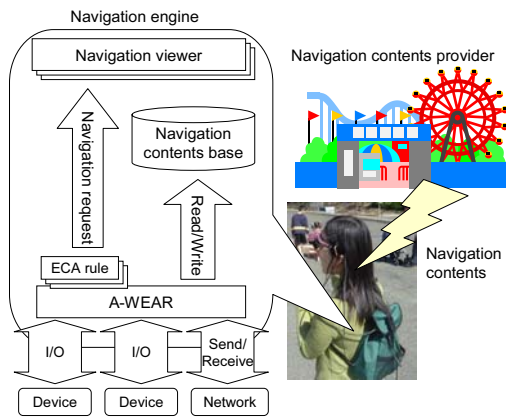 Navigation engine
Navigation viewer
Navigation contents provider
Navigation
contents base
Navigation request
Read/Write
Navigation
contents
ECA rule
A-WEAR
I/O
I/O
Send/
Receive
Device
Device
Network